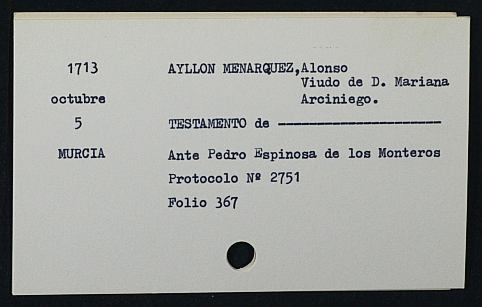 1713 AYLLON MENARQUEZ,Alonso
Viudo de D. Mariana
octubre Arciniego.
5 TESTAMENTO de ---------------------
MURCIA Ante Pedro Espinosa de los Monteros
Protocolo Nº 2751
Folio 367